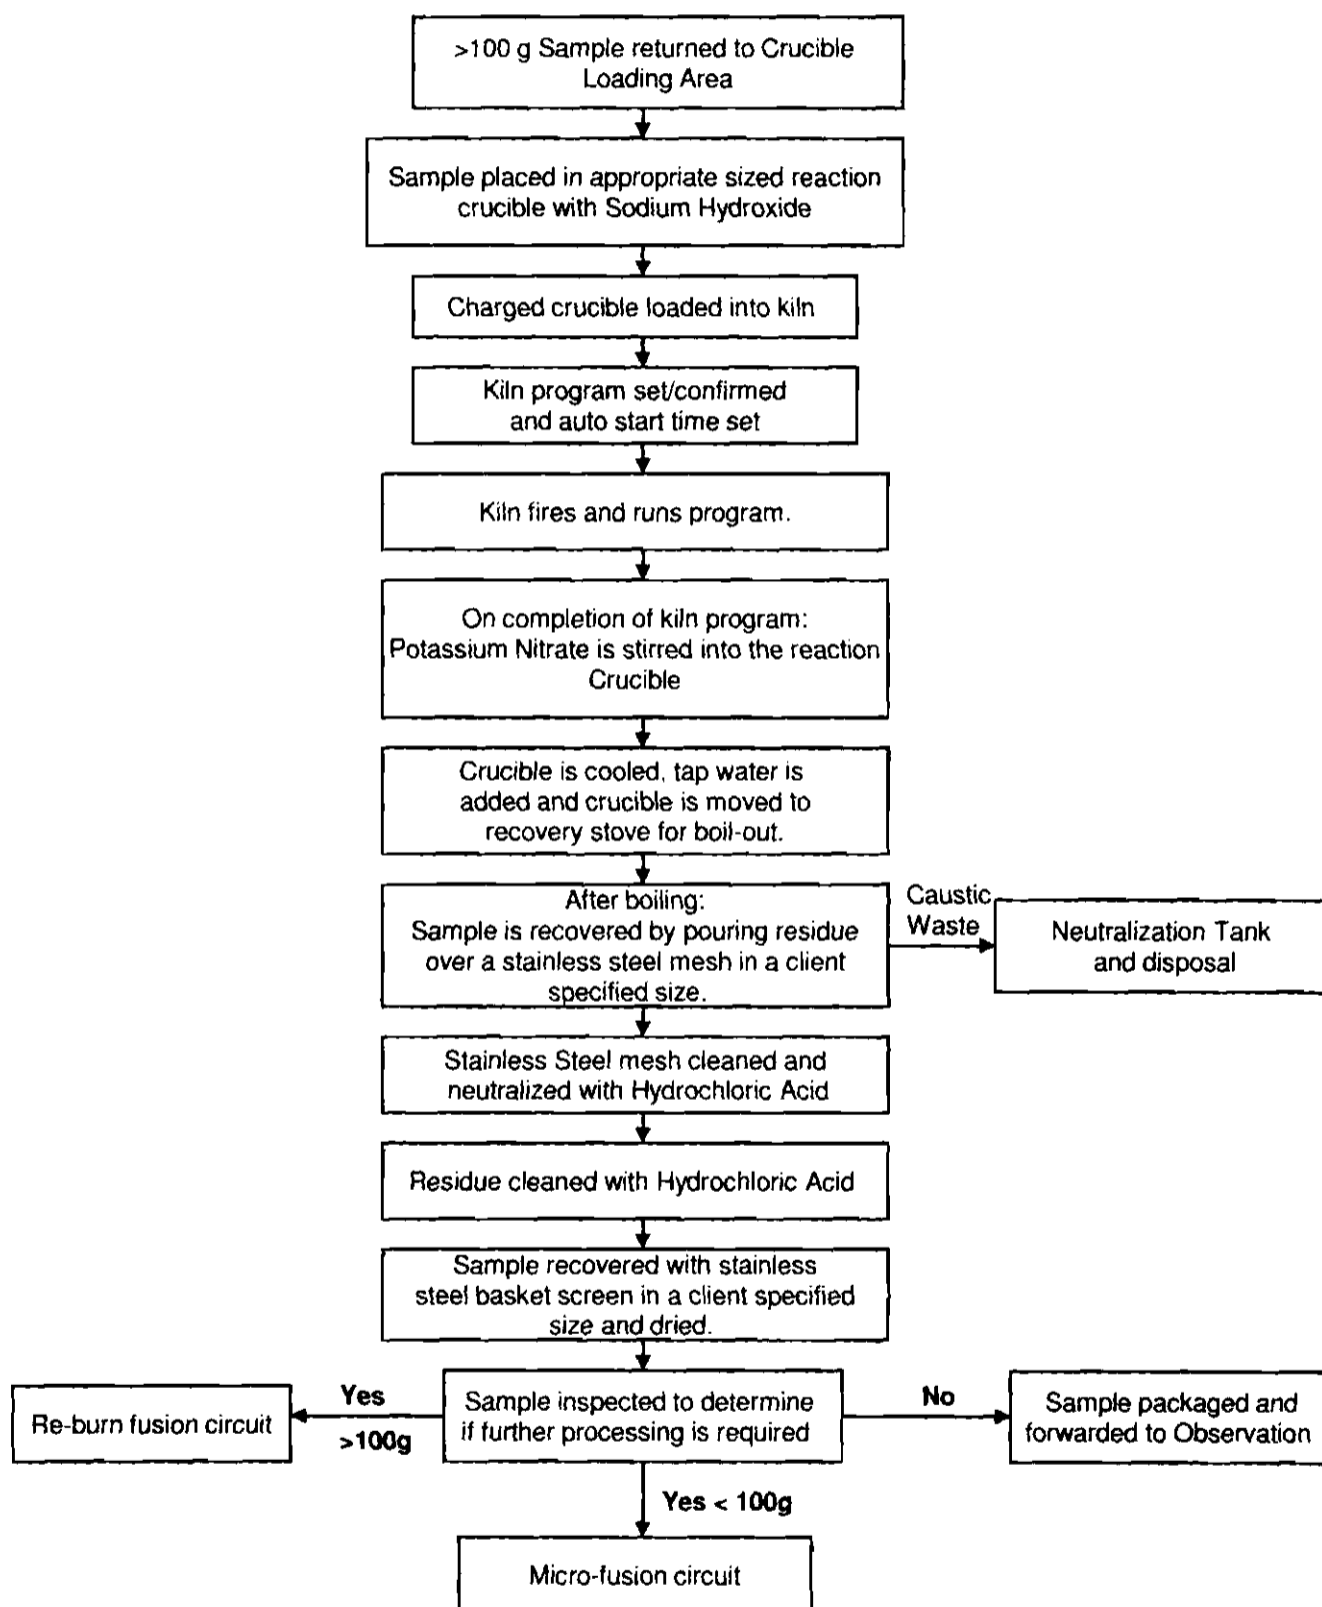 >100 g Sample returned to Crucible
Loading Area
Sample placed in appropriate sized reaction
crucible with Sodium Hydroxide
Charged crucible loaded into kiln
Kiln program set/confirmed
and auto start time set
Kiln fires and runs program.
On completion of kiln program:
Potassium Nitrate is stirred into the reaction
Crucible
Crucible is cooled, tap water is
added and crucible is moved to
recovery stove for boil-out.
After boiling:
Sample is recovered by pouring residue
over a stainless steel mesh in a client
specified size.
Caustic
Waste
Neutralization Tank
and disposal
Stainless Steel mesh cleaned and
neutralized with Hydrochloric Acid
Residue cleaned with Hydrochloric Acid
Sample recovered with stainless
steel basket screen in a client specified
size and dried.
Re-burn fusion circuit
Yes
>100g
Sample inspected to determine
if further processing is required
No
Sample packaged and
forwarded to Observation
Yes < 100g
Micro-fusion circuit